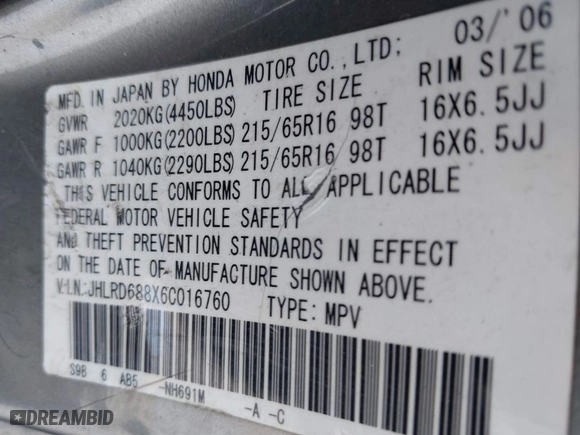 MFD. IN JAPAN BY HONDA MOTOR CO., LTD; 03/'06
GVWR 2020KG(4450LBS) TIRE SIZE RIM SIZE
GAWR F 1000KG(2200LBS) 215/65R16 98T 16X6.5JJ
GAWR R 1040KG(2290LBS) 215/65R16 98T 16X6.5JJ
THIS VEHICLE CONFORMS TO ALL APPLICABLE
FEDERAL MOTOR VEHICLE SAFETY
AND THEFT PREVENTION STANDARDS IN EFFECT
ON THE DATE OF MANUFACTURE SHOWN ABOVE.
V.I.N.:JHLRD688X6C016760 TYPE: MPV
S9B 6 AB5 -NH691M -A -C
DREAMBID